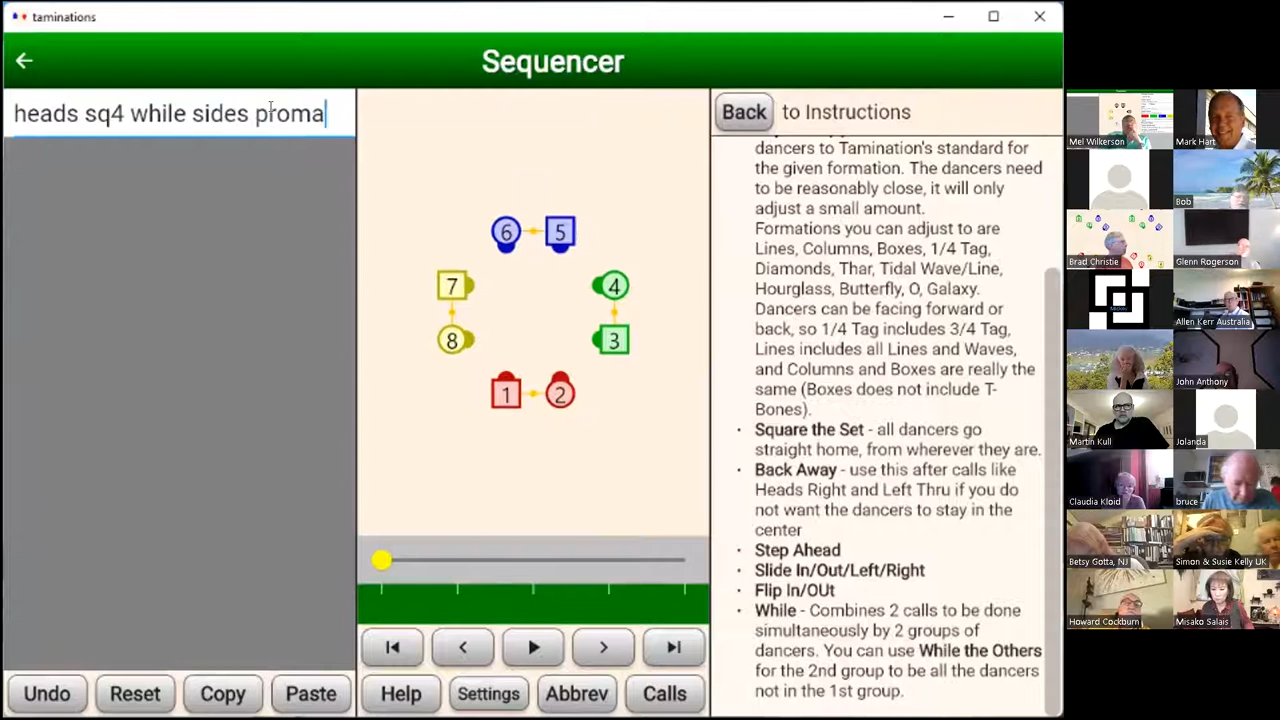 taminations
Sequencer
heads sq4 while sides proma
6
5
7
4
8
3
1
2
Back to Instructions
dancers to Tamination's standard for
the given formation. The dancers need
to be reasonably close, it will only
adjust a small amount.
Formations you can adjust to are
Lines, Columns, Boxes, 1/4 Tag,
Diamonds, Thar, Tidal Wave/Line,
Hourglass, Butterfly, O, Galaxy.
Dancers can be facing forward or
back, so 1/4 Tag includes 3/4 Tag,
Lines includes all Lines and Waves,
and Columns and Boxes are really the
same (Boxes does not include T-
Bones).
· Square the Set - all dancers go
straight home, from wherever they are.
· Back Away - use this after calls like
Heads Right and Left Thru if you do
not want the dancers to stay in the
center
· Step Ahead
· Slide In/Out/Left/Right
· Flip In/OUt
· While - Combines 2 calls to be done
simultaneously by 2 groups of
dancers. You can use While the Others
for the 2nd group to be all the dancers
not in the 1st group.
Undo
Reset
Copy
Paste
Help
Settings
Abbrev
Calls
Mel Wilkerson
Mark Hart
Bob
Brad Christie
Glenn Rogerson
Allen Kerr Australia
John Anthony
Martin Kull
Jolanda
Claudia Kloid
bruce
Betsy Gotta, NJ
Simon & Susie Kelly UK
Howard Cockburn
Misako Salais